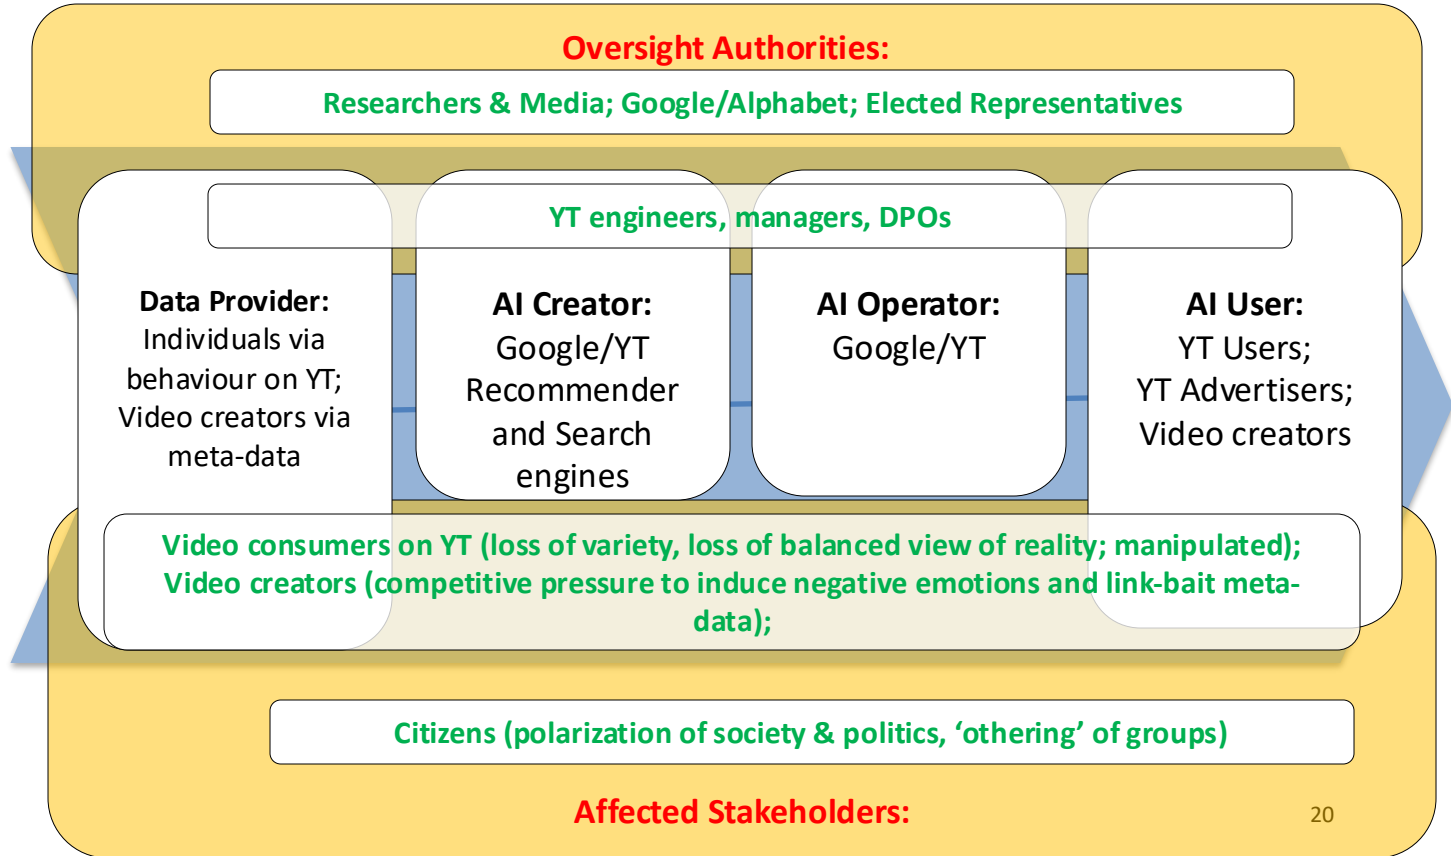 Oversight Authorities:
Researchers & Media; Google/Alphabet; Elected Representatives
YT engineers, managers, DPOs
Data Provider:
Individuals via
behaviour on YT;
Video creators via
meta-data
AI Creator:
Google/YT
Recommender
and Search
engines
AI Operator:
Google/YT
AI User:
YT Users;
YT Advertisers;
Video creators
Video consumers on YT (loss of variety, loss of balanced view of reality; manipulated);
Video creators (competitive pressure to induce negative emotions and link-bait meta-
data);
Citizens (polarization of society & politics, ‘othering’ of groups)
Affected Stakeholders:
20